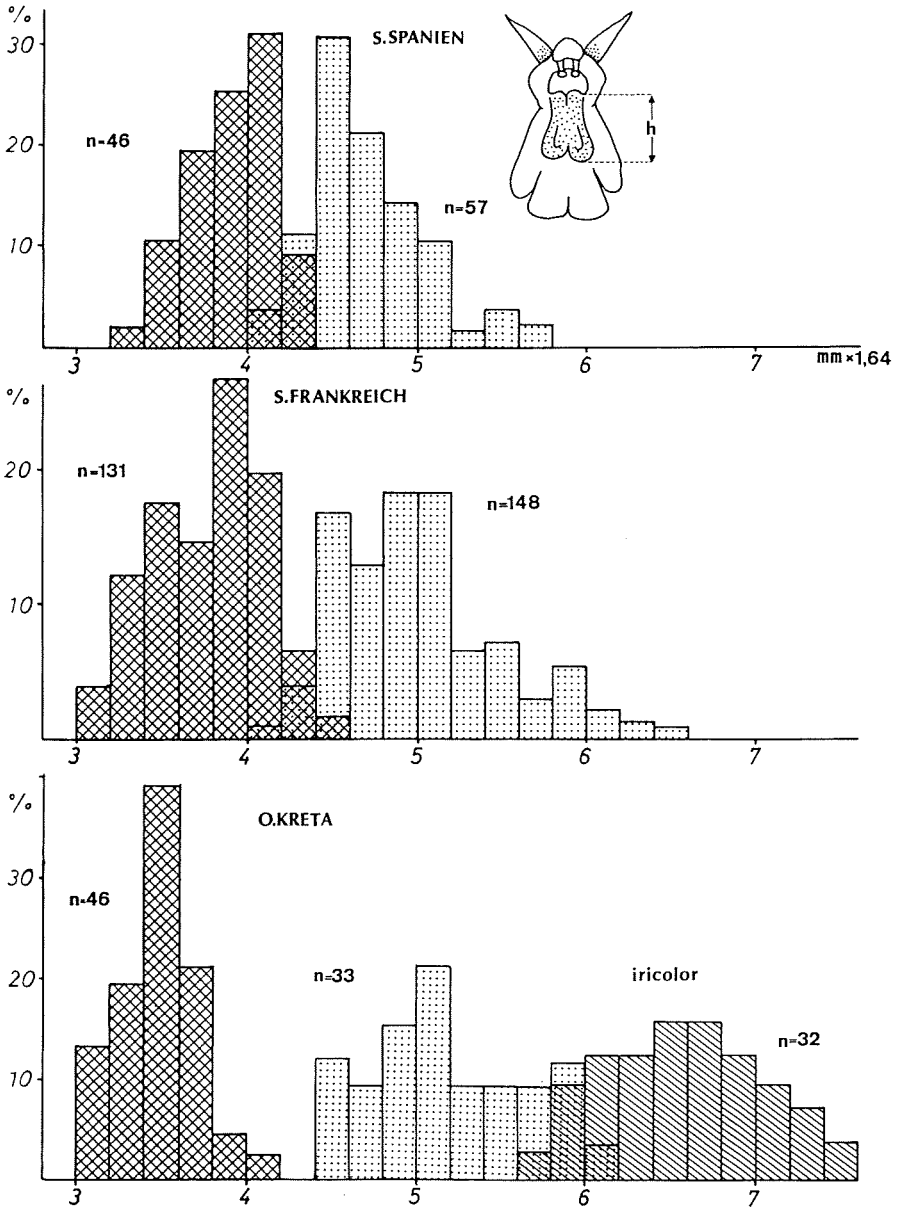 %
S.SPANIEN
30
20
10
n=46
n=57
h
3 4 5 6 7 mm×1,64
%
S.FRANKREICH
20
10
n=131
n=148
3 4 5 6 7
%
O.KRETA
30
20
10
n=46
n=33
iricolor
n=32
3 4 5 6 7